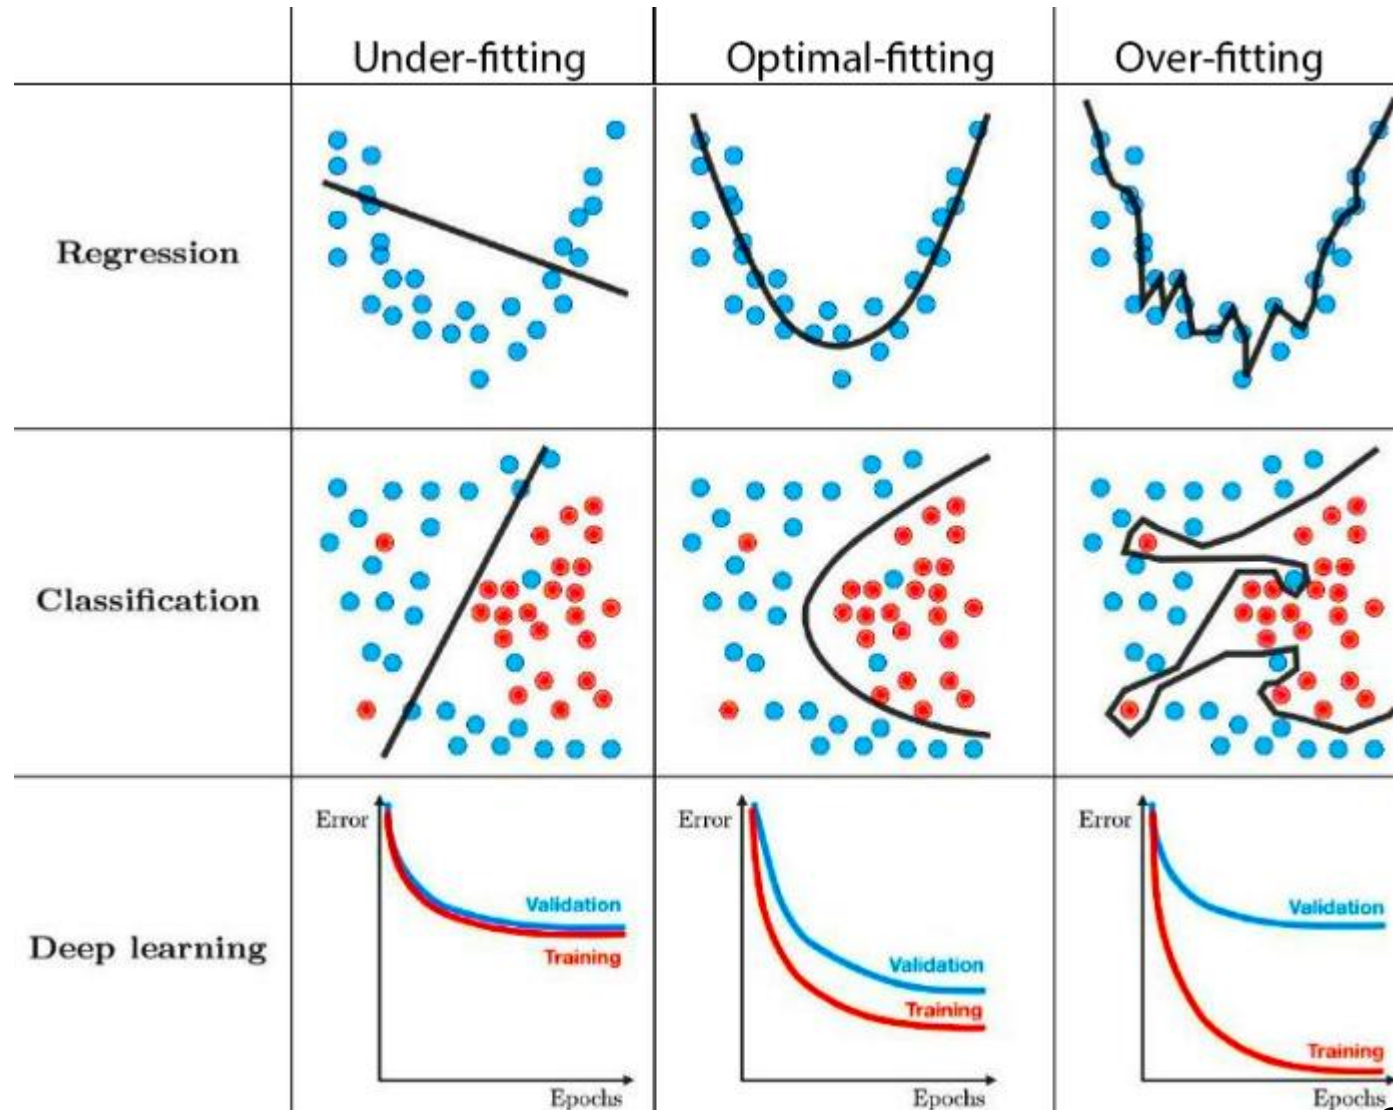 Under-fitting Optimal-fitting Over-fitting
Regression
Classification
Error
Validation
Training
Epochs
Error
Validation
Training
Epochs
Error
Validation
Training
Epochs
Deep learning